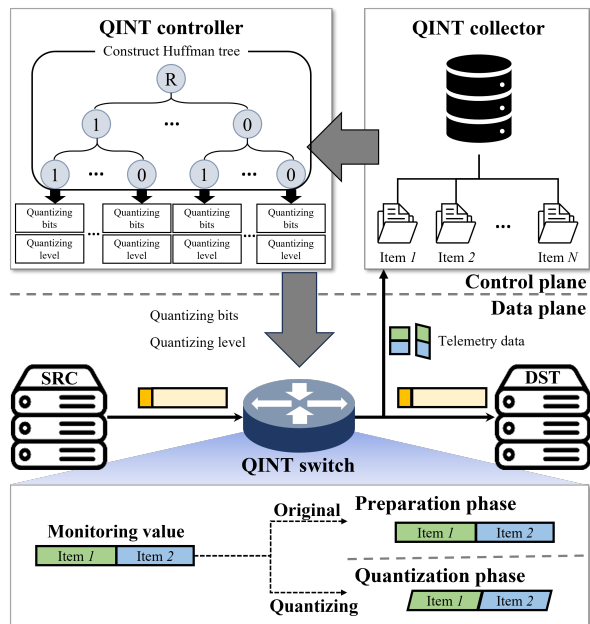 QINT controller
Construct Huffman tree
R
1 ... 0
1 ... 0 1 ... 0
Quantizing bits
Quantizing level
...
Quantizing bits
Quantizing level
Quantizing bits
Quantizing level
...
Quantizing bits
Quantizing level
QINT collector
Item 1
Item 2
...
Item N
Control plane
Data plane
Quantizing bits
Quantizing level
Telemetry data
SRC
DST
QINT switch
Monitoring value
Item 1 Item 2
Original
Quantizing
Preparation phase
Item 1 Item 2
Quantization phase
Item 1 Item 2